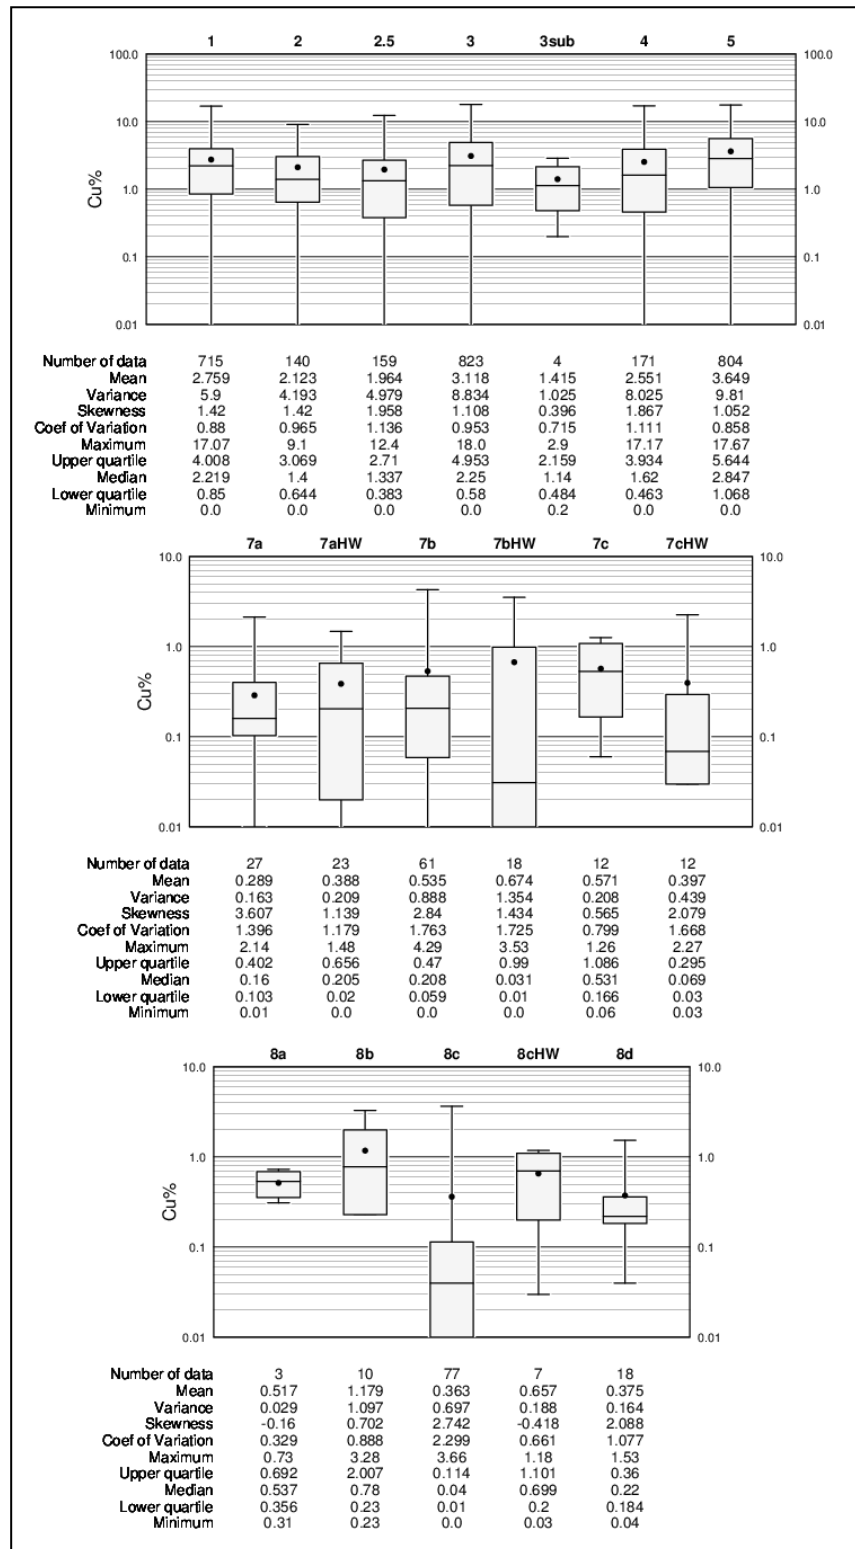 1 2 2.5 3 3sub 4 5
100.0 100.0
10.0 10.0
Cu%
1.0 1.0
0.1 0.1
0.01 0.01
Number of data 715 140 159 823 4 171 804
Mean 2.759 2.123 1.964 3.118 1.415 2.551 3.649
Variance 5.9 4.193 4.979 8.834 1.025 8.025 9.81
Skewness 1.42 1.42 1.958 1.108 0.396 1.867 1.052
Coef of Variation 0.88 0.965 1.136 0.953 0.715 1.111 0.858
Maximum 17.07 9.1 12.4 18.0 2.9 17.17 17.67
Upper quartile 4.008 3.069 2.71 4.953 2.159 3.934 5.644
Median 2.219 1.4 1.337 2.25 1.14 1.62 2.847
Lower quartile 0.85 0.644 0.383 0.58 0.484 0.463 1.068
Minimum 0.0 0.0 0.0 0.0 0.2 0.0 0.0
7a 7aHW 7b 7bHW 7c 7cHW
10.0 10.0
1.0 1.0
Cu%
0.1 0.1
0.01 0.01
Number of data 27 23 61 18 12 12
Mean 0.289 0.388 0.535 0.674 0.571 0.397
Variance 0.163 0.209 0.888 1.354 0.208 0.439
Skewness 3.607 1.139 2.84 1.434 0.565 2.079
Coef of Variation 1.396 1.179 1.763 1.725 0.799 1.668
Maximum 2.14 1.48 4.29 3.53 1.26 2.27
Upper quartile 0.402 0.656 0.47 0.99 1.086 0.295
Median 0.16 0.205 0.208 0.031 0.531 0.069
Lower quartile 0.103 0.02 0.059 0.01 0.166 0.03
Minimum 0.01 0.0 0.0 0.0 0.06 0.03
8a 8b 8c 8cHW 8d
10.0 10.0
1.0 1.0
Cu%
0.1 0.1
0.01 0.01
Number of data 3 10 77 7 18
Mean 0.517 1.179 0.363 0.657 0.375
Variance 0.029 1.097 0.697 0.188 0.164
Skewness -0.16 0.702 2.742 -0.418 2.088
Coef of Variation 0.329 0.888 2.299 0.661 1.077
Maximum 0.73 3.28 3.66 1.18 1.53
Upper quartile 0.692 2.007 0.114 1.101 0.36
Median 0.537 0.78 0.04 0.699 0.22
Lower quartile 0.356 0.23 0.01 0.2 0.184
Minimum 0.31 0.23 0.0 0.03 0.04